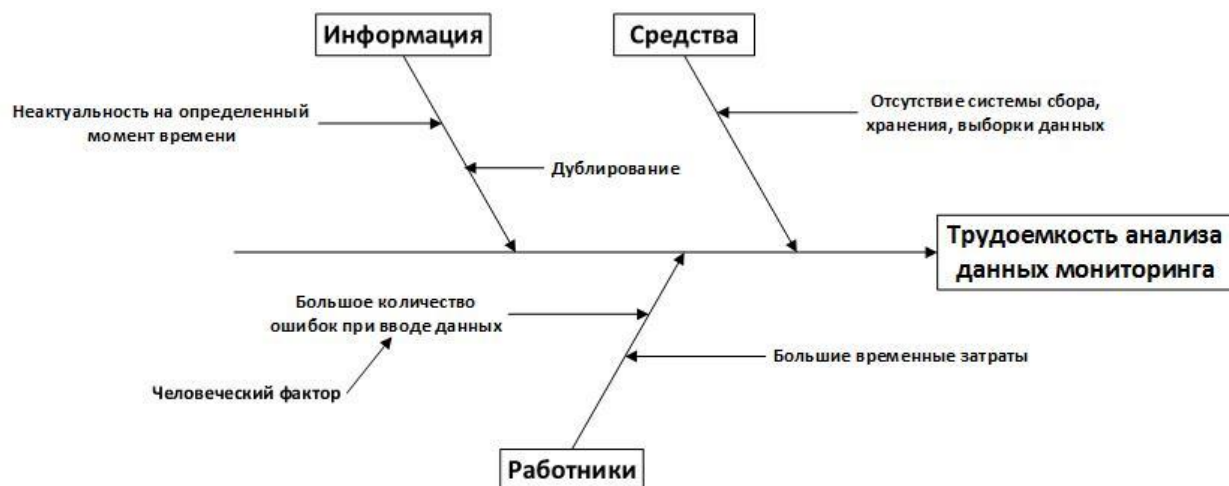 Информация
Средства
Неактуальность на определенный
момент времени
Отсутствие системы сбора,
хранения, выборки данных
Дублирование
Трудоемкость анализа
данных мониторинга
Большое количество
ошибок при вводе данных
Большие временные затраты
Человеческий фактор
Работники